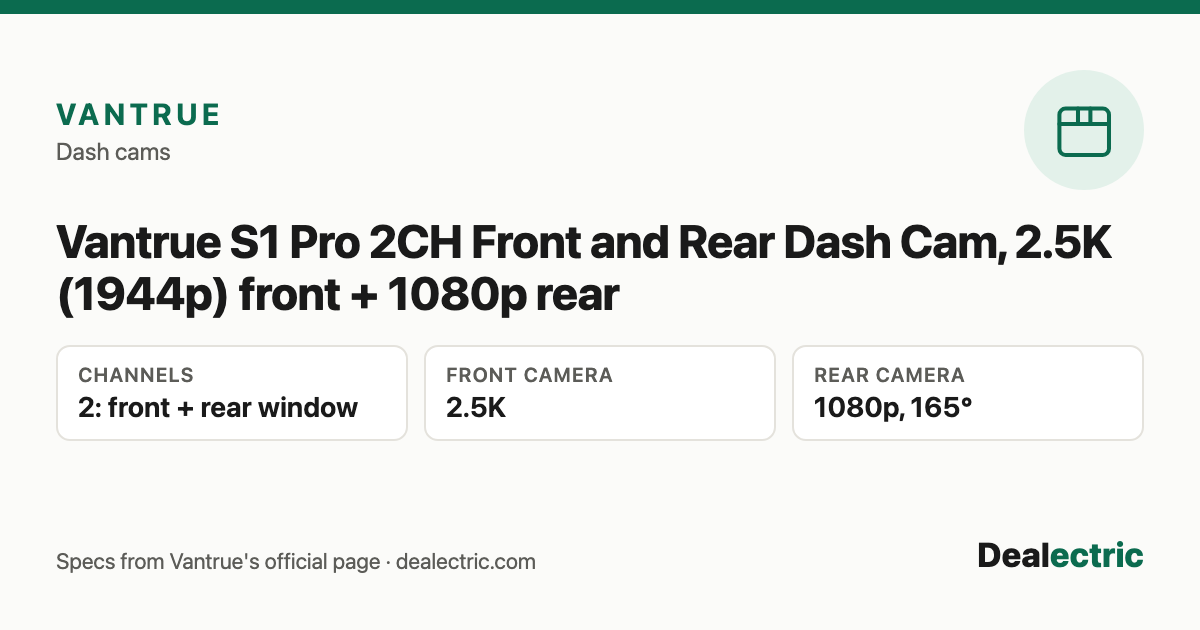 VANTRUE
Dash cams
Vantrue S1 Pro 2CH Front and Rear Dash Cam, 2.5K
(1944p) front + 1080p rear
CHANNELS
2: front + rear window
FRONT CAMERA
2.5K
REAR CAMERA
1080p, 165°
Specs from Vantrue's official page · dealectric.com
Dealectric